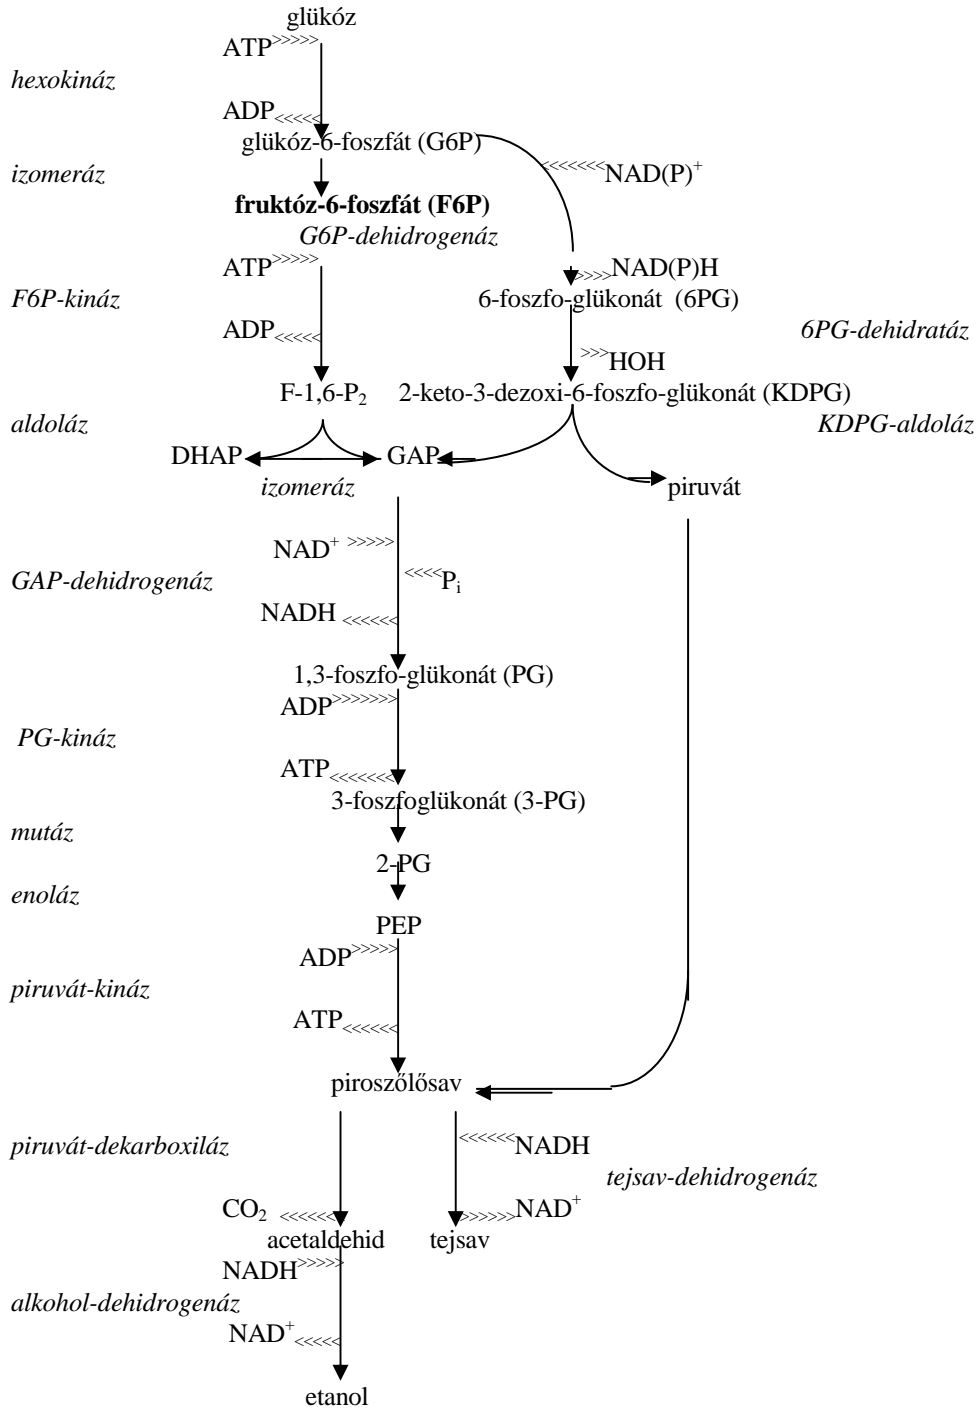 glükóz
ATP>>>>>
hexokináz
ADP<<<<<
glükóz-6-foszfát (G6P)
izomeráz
<<<<<<<NAD(P)⁺
fruktóz-6-foszfát (F6P)
G6P-dehidrogenáz
ATP>>>>>
>>>>NAD(P)H
F6P-kináz
6-foszfo-glükonát (6PG)
ADP<<<<<
6PG-dehidratáz
>>>HOH
F-1,6-P₂
2-keto-3-dezoxi-6-foszfo-glükonát (KDPG)
aldoláz
KDPG-aldoláz
DHAP
GAP
izomeráz
piruvát
NAD⁺ >>>>>
GAP-dehidrogenáz
<<<<Pᵢ
NADH <<<<<<
1,3-foszfo-glükonát (PG)
ADP>>>>>>>
PG-kináz
ATP<<<<<<<
3-foszfoglükonát (3-PG)
mutáz
2-PG
enoláz
PEP
ADP>>>>>
piruvát-kináz
ATP<<<<<<
piroszőlősav
piruvát-dekarboxiláz
<<<<<<NADH
tejsav-dehidrogenáz
CO₂ <<<<<<<
>>>>>>NAD⁺
acetaldehid
tejsav
NADH>>>>>
alkohol-dehidrogenáz
NAD⁺<<<<<
etanol